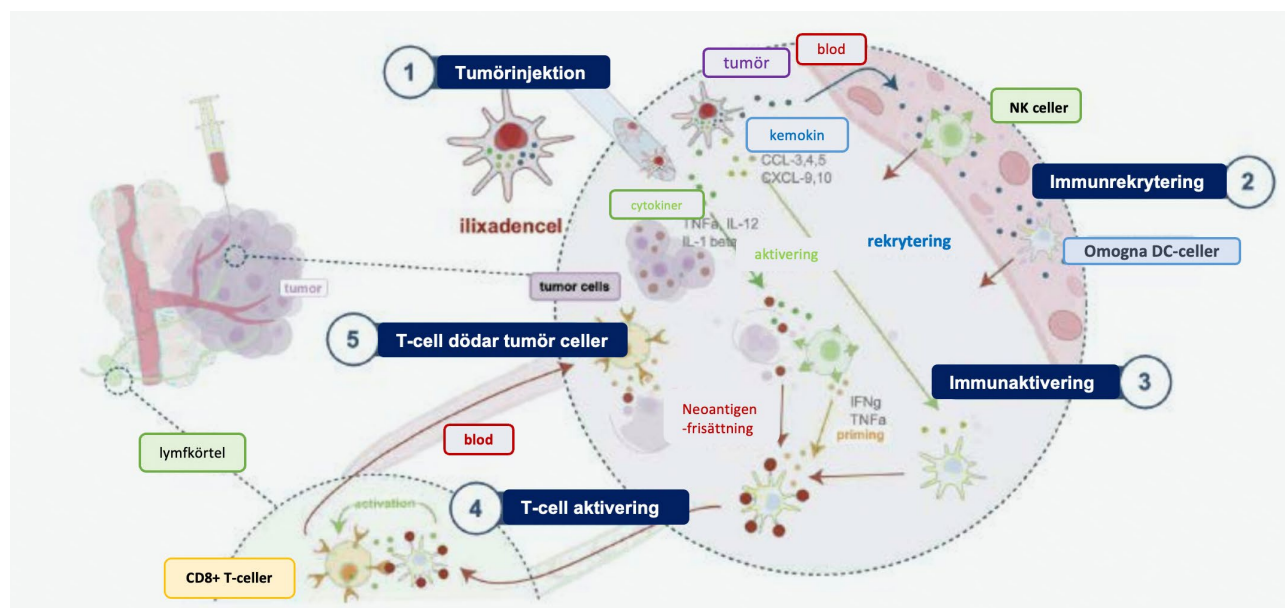 1
Tumörinjektion
ilixadencel
tumör
blod
kemokin
CCL-3,4,5
CXCL-9,10
NK celler
Immunrekrytering
2
cytokiner
TNFa, IL-12
IL-1 beta
aktivering
rekrytering
Omogna DC-celler
tumor
tumor cells
5
T-cell dödar tumör celler
Immunaktivering
3
Neoantigen
-frisättning
IFNg
TNFa
priming
blod
lymfkörtel
4
T-cell aktivering
activation
CD8+ T-celler